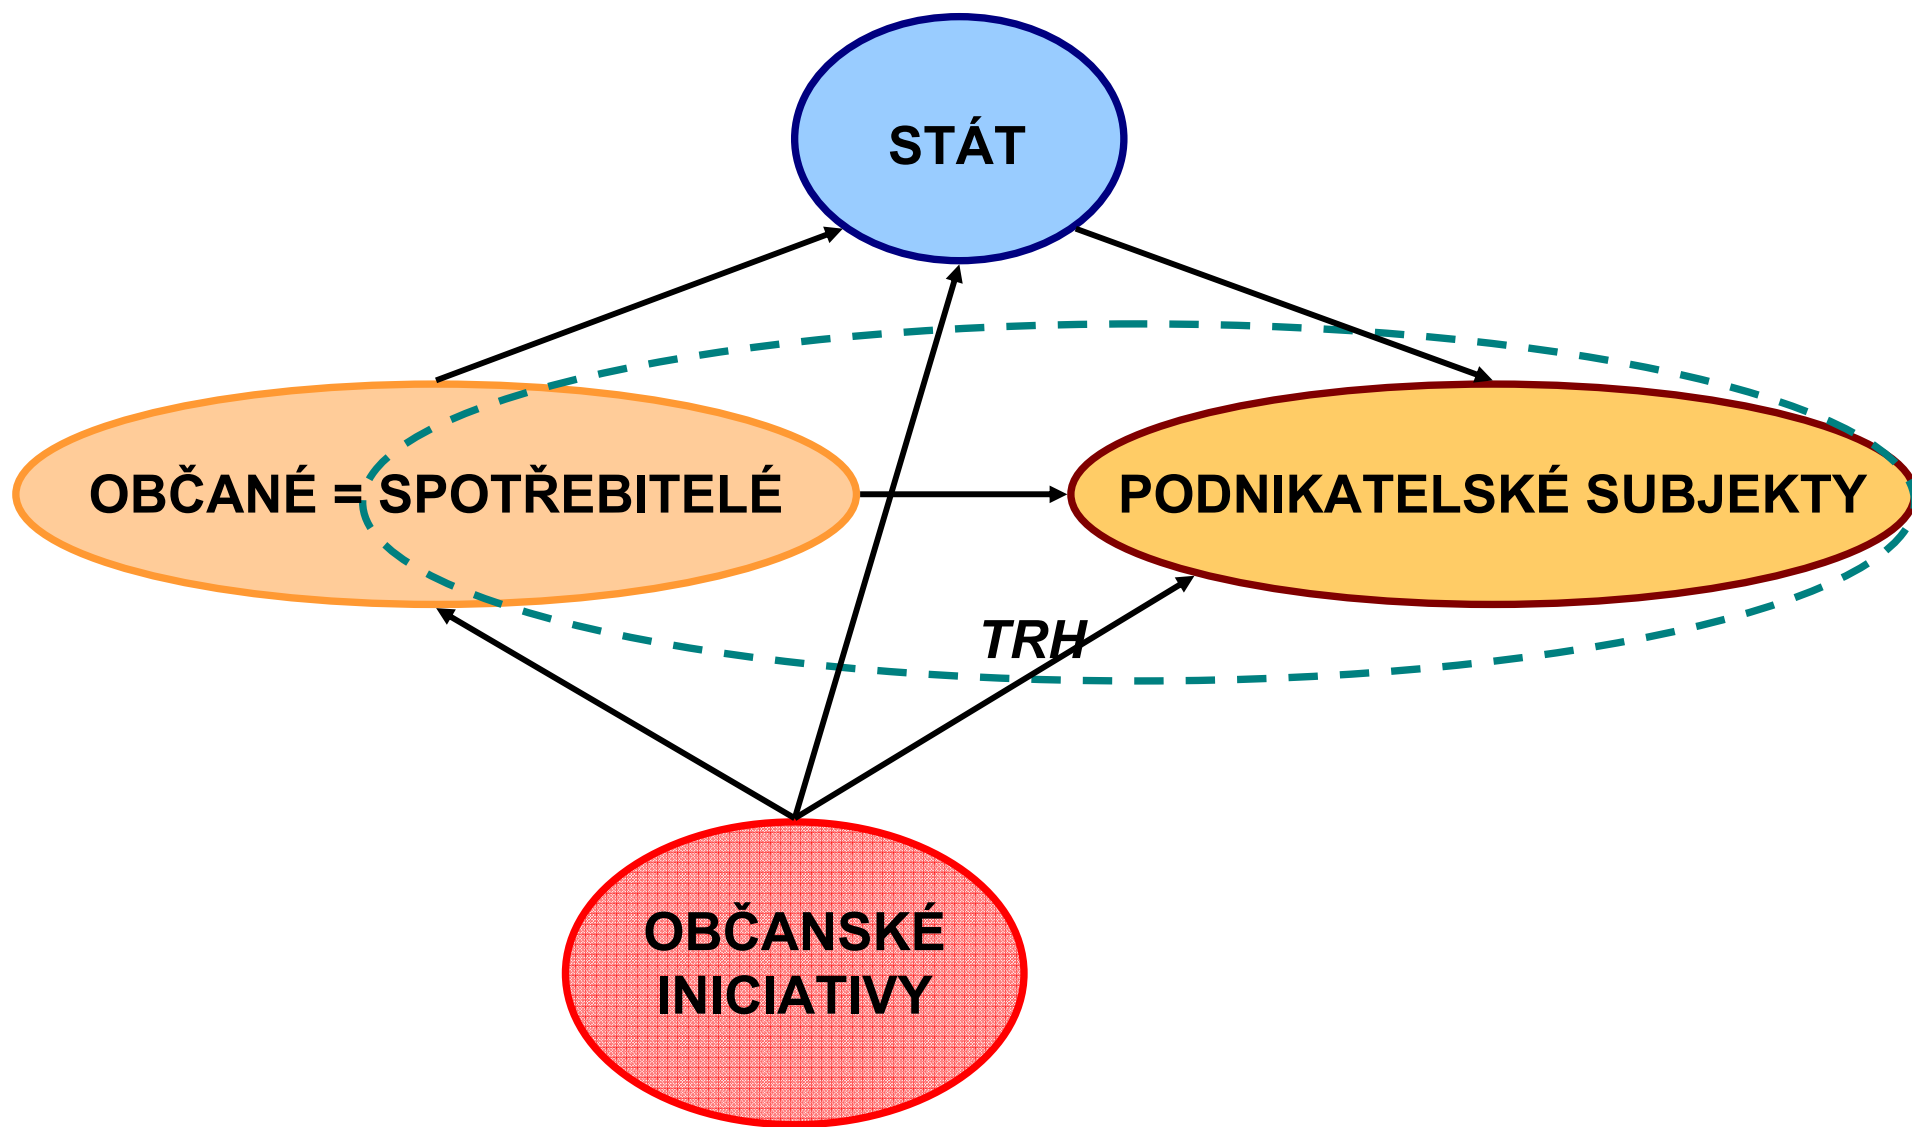 STÁT
OBČANÉ = SPOTŘEBITELÉ
PODNIKATELSKÉ SUBJEKTY
TRH
OBČANSKÉ
INICIATIVY